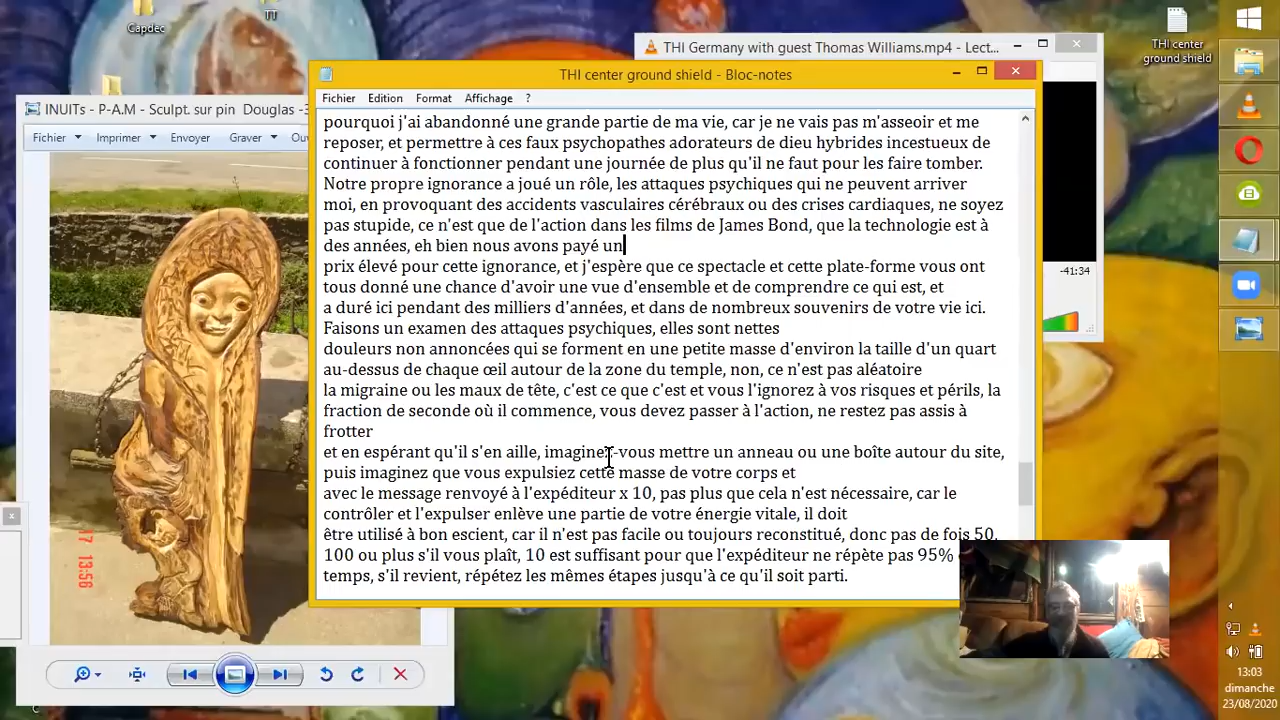 Capdec
TT
THI center
ground shield
THI Germany with guest Thomas Williams.mp4 - Lect...
THI center ground shield - Bloc-notes
Fichier Edition Format Affichage ?
INUITs - P-A-M - Sculpt. sur pin Douglas -3
Fichier Imprimer Envoyer Graver
pourquoi j'ai abandonné une grande partie de ma vie, car je ne vais pas m'asseoir et me
reposer, et permettre à ces faux psychopathes adorateurs de dieu hybrides incestueux de
continuer à fonctionner pendant une journée de plus qu'il ne faut pour les faire tomber.
Notre propre ignorance a joué un rôle, les attaques psychiques qui ne peuvent arriver
moi, en provoquant des accidents vasculaires cérébraux ou des crises cardiaques, ne soyez
pas stupide, ce n'est que de l'action dans les films de James Bond, que la technologie est à
des années, eh bien nous avons payé un
prix élevé pour cette ignorance, et j'espère que ce spectacle et cette plate-forme vous ont
tous donné une chance d'avoir une vue d'ensemble et de comprendre ce qui est, et
a duré ici pendant des milliers d'années, et dans de nombreux souvenirs de votre vie ici.
Faisons un examen des attaques psychiques, elles sont nettes
douleurs non annoncées qui se forment en une petite masse d'environ la taille d'un quart
au-dessus de chaque œil autour de la zone du temple, non, ce n'est pas aléatoire
la migraine ou les maux de tête, c'est ce que c'est et vous l'ignorez à vos risques et périls, la
fraction de seconde où il commence, vous devez passer à l'action, ne restez pas assis à
frotter
et en espérant qu'il s'en aille, imaginez-vous mettre un anneau ou une boîte autour du site,
puis imaginez que vous expulsiez cette masse de votre corps et
avec le message renvoyé à l'expéditeur x 10, pas plus que cela n'est nécessaire, car le
contrôler et l'expulser enlève une partie de votre énergie vitale, il doit
être utilisé à bon escient, car il n'est pas facile ou toujours reconstitué, donc pas de fois 50,
100 ou plus s'il vous plaît, 10 est suffisant pour que l'expéditeur ne répète pas 95%
temps, s'il revient, répétez les mêmes étapes jusqu'à ce qu'il soit parti.
-41:34
13:03
dimanche
23/08/2020